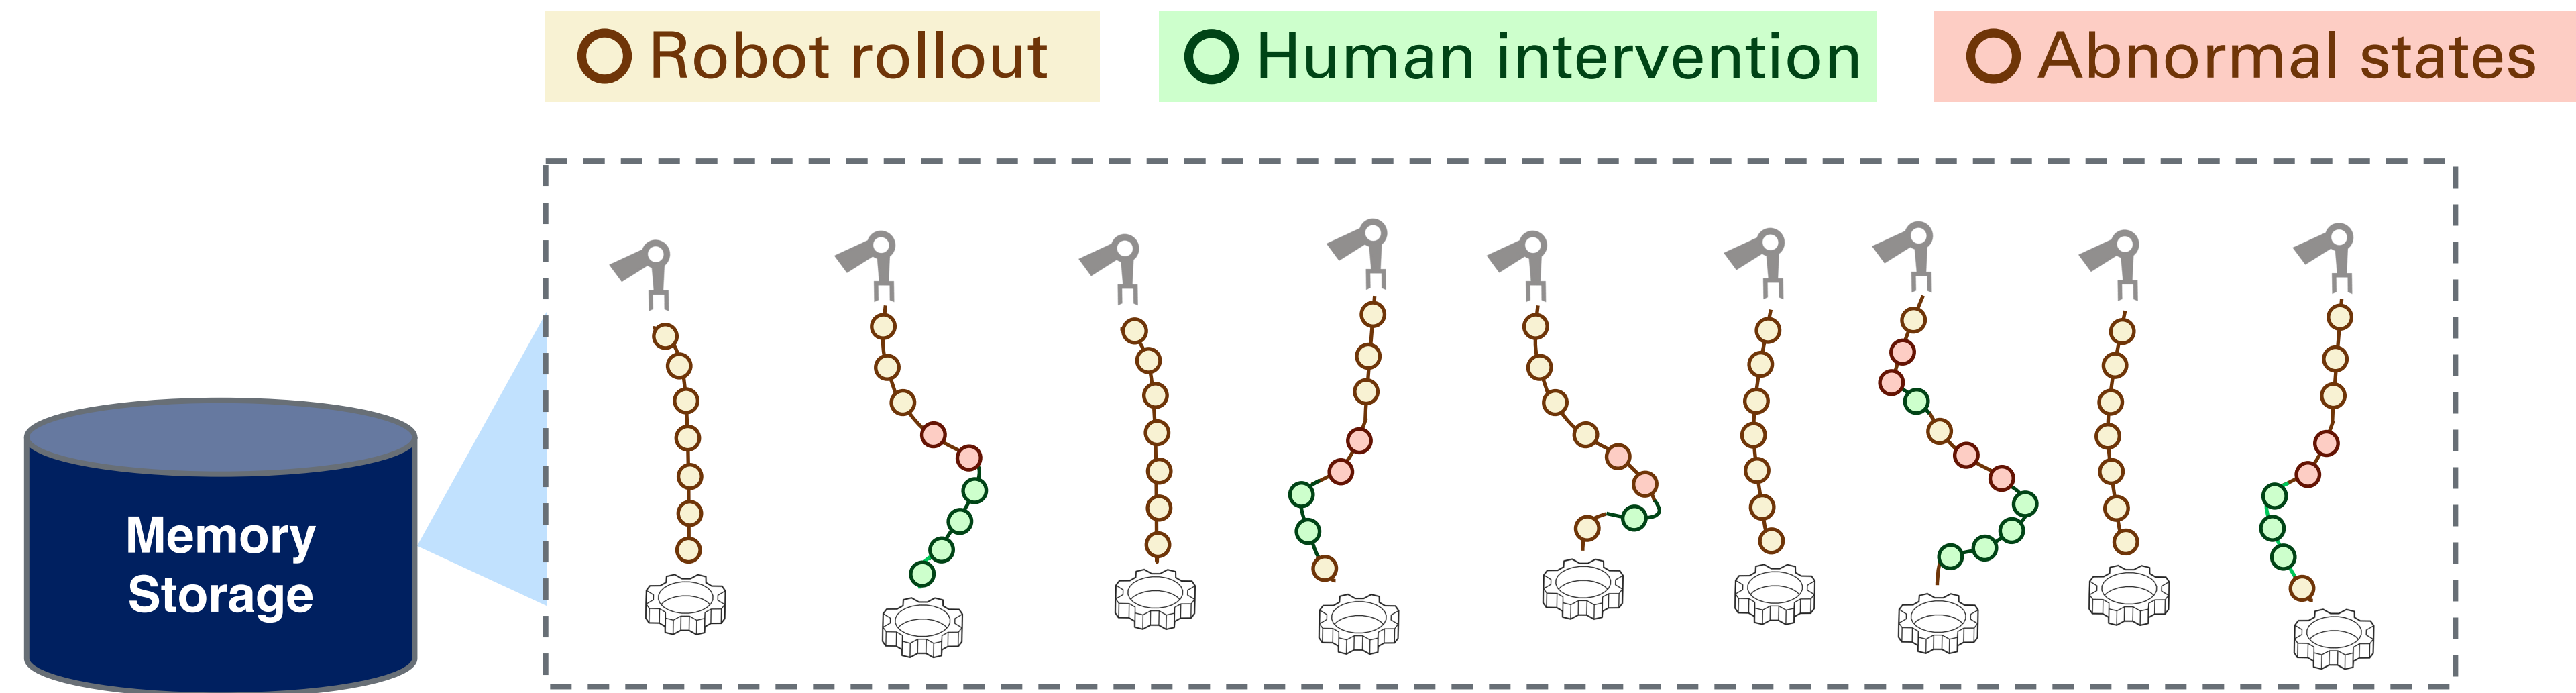 Robot rollout
Human intervention
Abnormal states
Memory
Storage